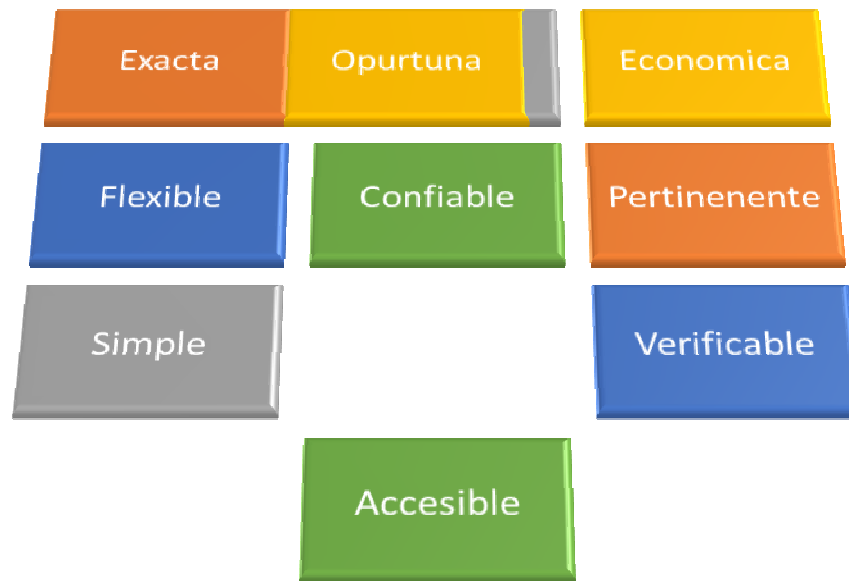 Exacta
Opurtuna
Economica
Flexible
Confiable
Pertinenente
Simple
Verificable
Accesible